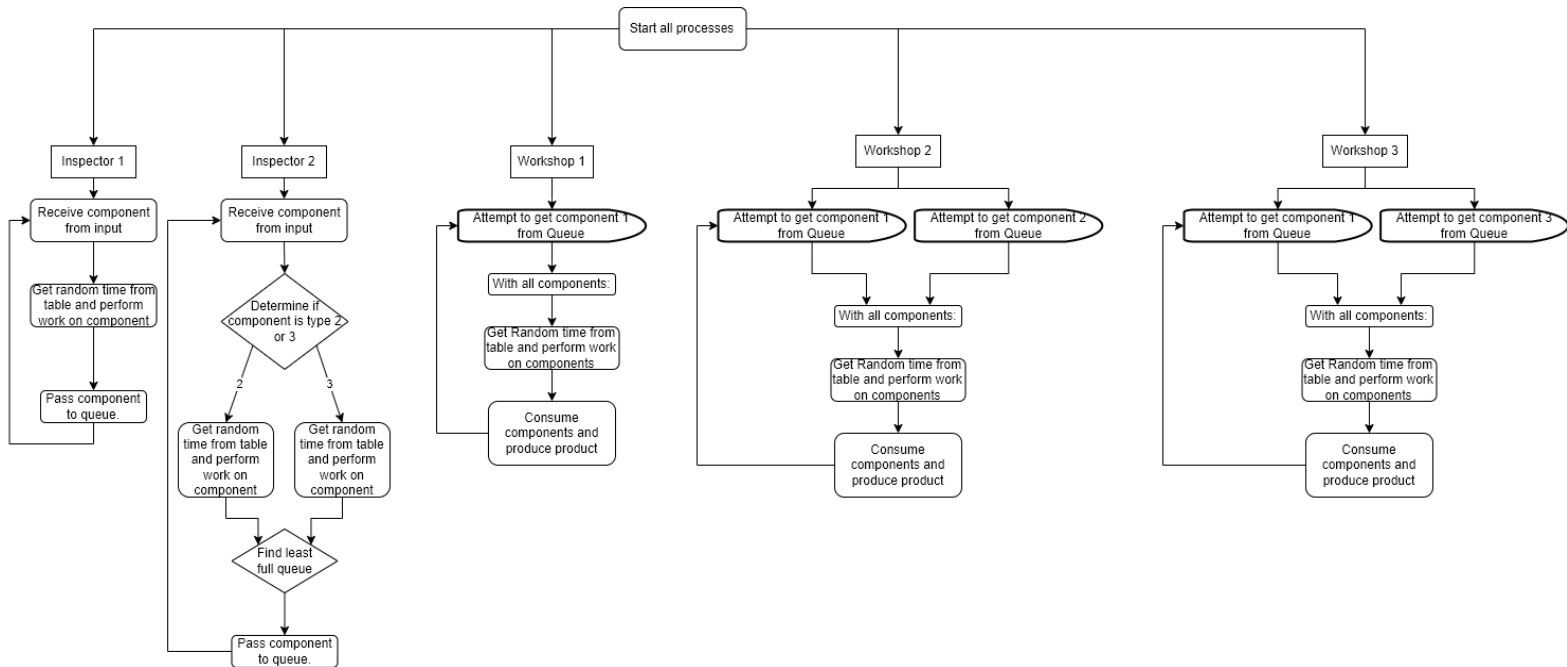 Start all processes
Inspector 1
Receive component
from input
Get random time from
table and perform
work on component
Pass component
to queue.
Inspector 2
Receive component
from input
Determine if
component is type 2
or 3
2
3
Get random
time from table
and perform
work on
component
Get random
time from table
and perform
work on
component
Find least
full queue
Pass component
to queue.
Workshop 1
Attempt to get component 1
from Queue
With all components:
Get Random time from
table and perform work
on components
Consume
components and
produce product
Workshop 2
Attempt to get component 1
from Queue
Attempt to get component 2
from Queue
With all components:
Get Random time from
table and perform work
on components
Consume
components and
produce product
Workshop 3
Attempt to get component 1
from Queue
Attempt to get component 3
from Queue
With all components:
Get Random time from
table and perform work
on components
Consume
components and
produce product